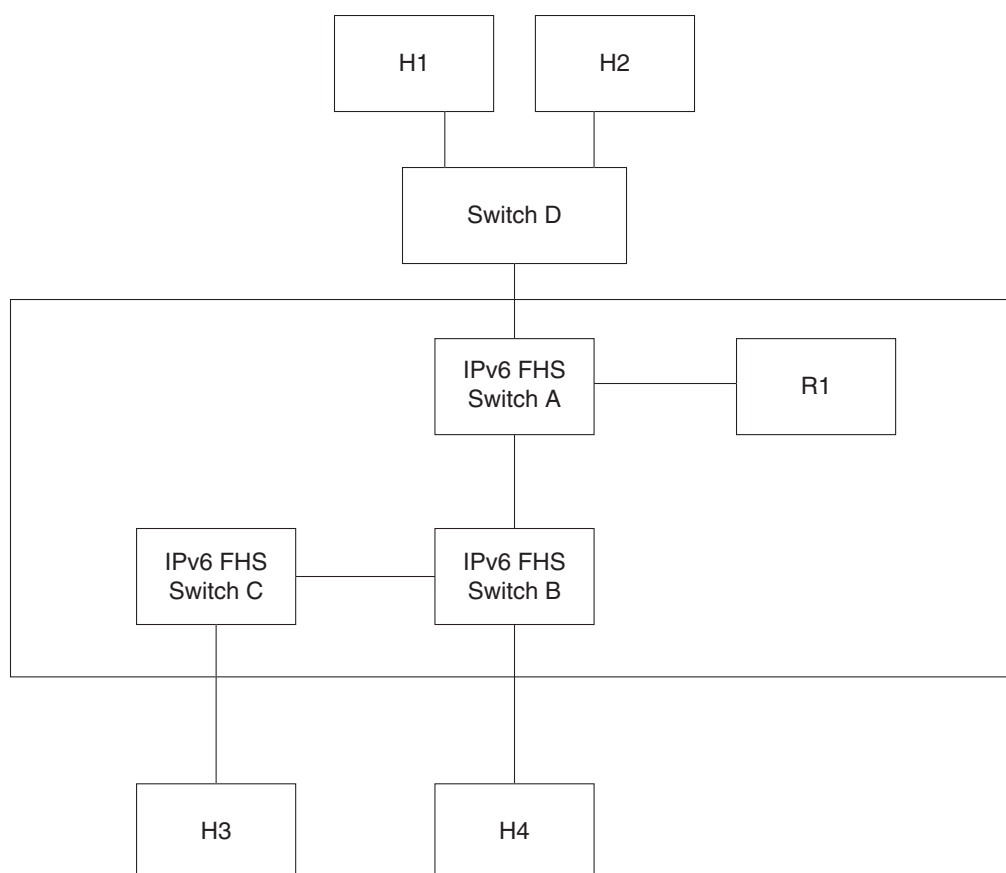 H1
H2
Switch D
IPv6 FHS
Switch A
R1
IPv6 FHS
Switch C
IPv6 FHS
Switch B
H3
H4